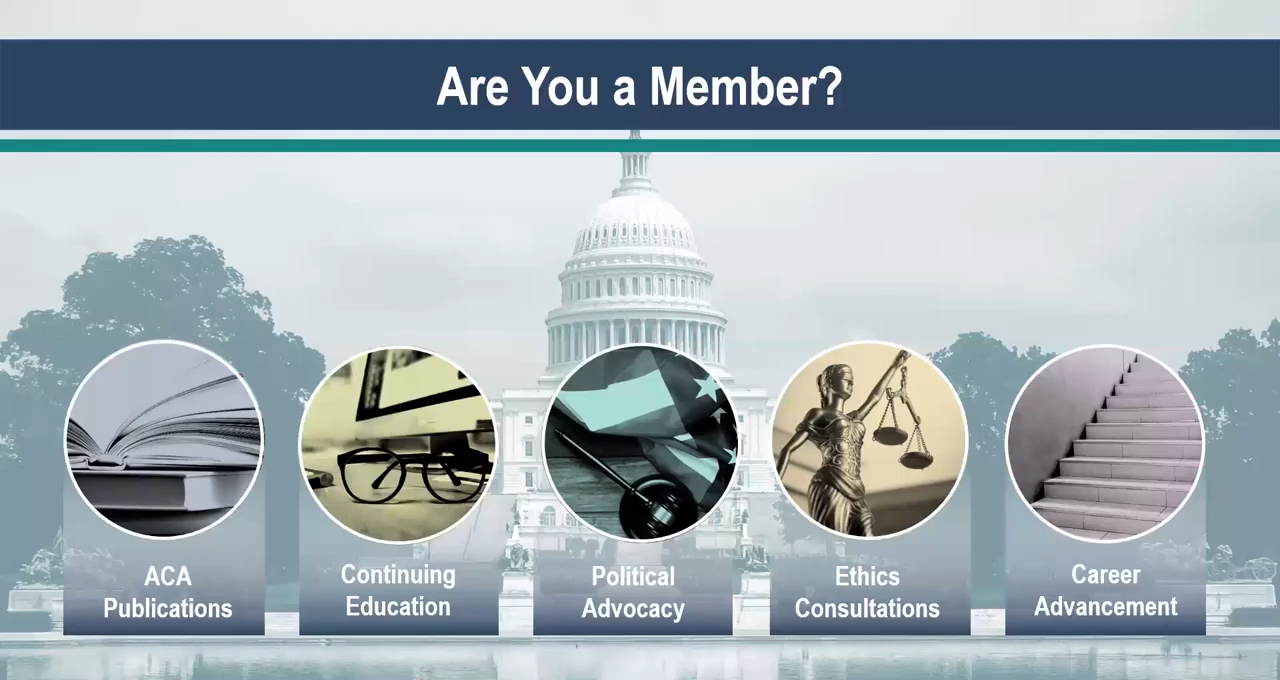 Are You a Member?
ACA
Publications
Continuing
Education
Political
Advocacy
Ethics
Consultations
Career
Advancement